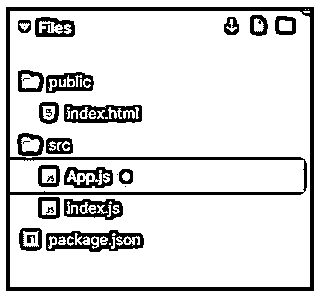 Files
public
index.html
src
App.js
index.js
package.json